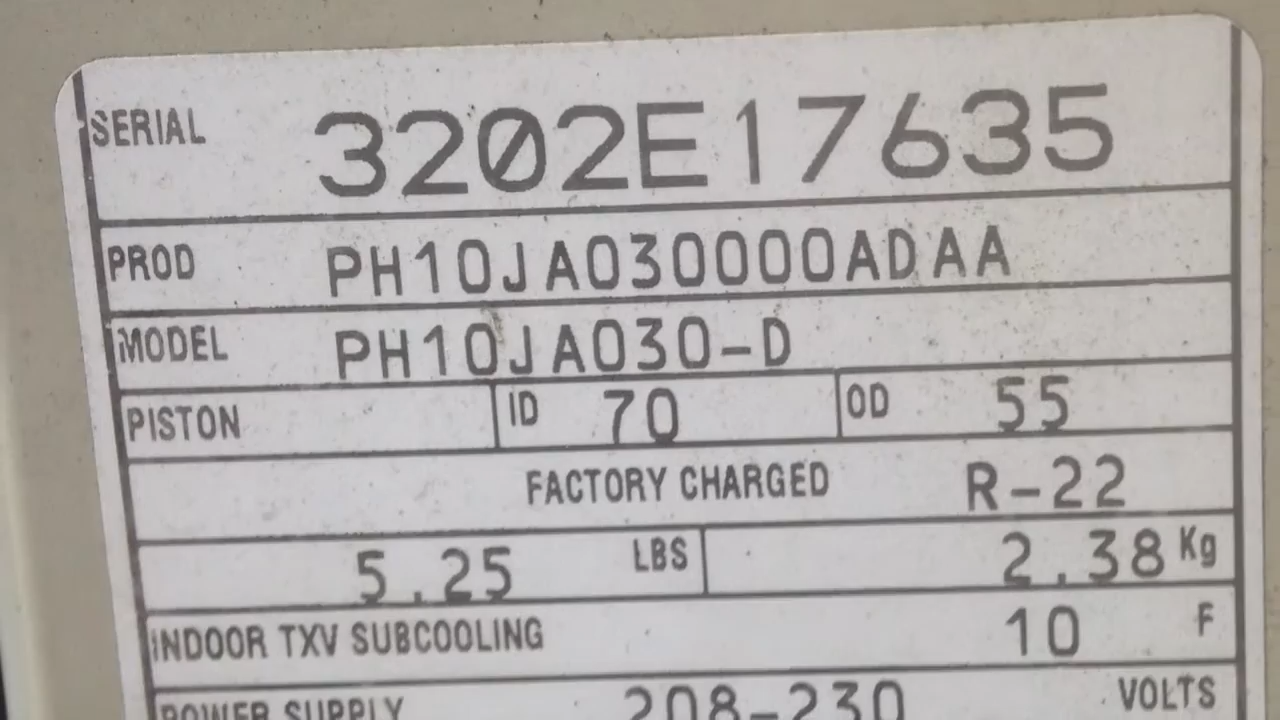 SERIAL 3202E17635
PROD PH10JA030000ADAA
MODEL PH10JA030-D
PISTON ID 70 OD 55
FACTORY CHARGED R-22
5.25 LBS 2.38 Kg
INDOOR TXV SUBCOOLING 10 F
POWER SUPPLY 208-230 VOLTS